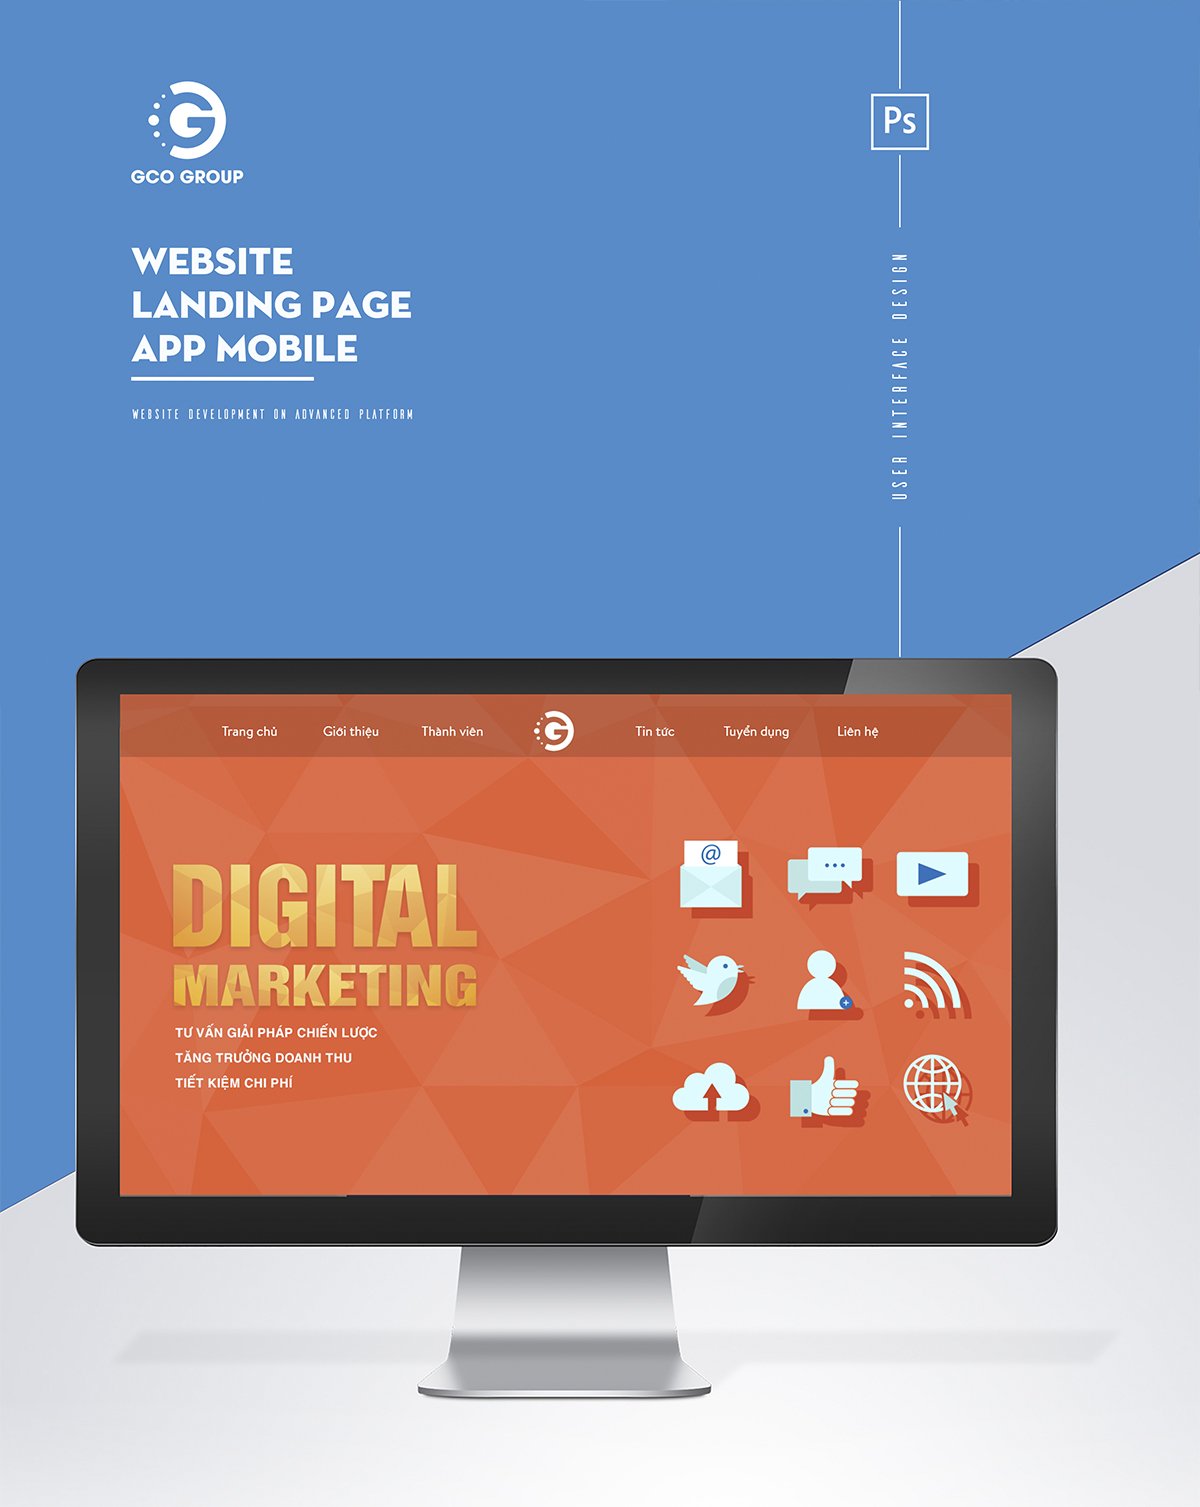 GCO GROUP
Ps
WEBSITE
LANDING PAGE
APP MOBILE
WEBSITE DEVELOPMENT ON ADVANCED PLATFORM
USER INTERFACE DESIGN
Trang chủ Giới thiệu Thành viên G Tin tức Tuyển dụng Liên hệ
DIGITAL
MARKETING
TƯ VẤN GIẢI PHÁP CHIẾN LƯỢC
TĂNG TRƯỞNG DOANH THU
TIẾT KIỆM CHI PHÍ
@